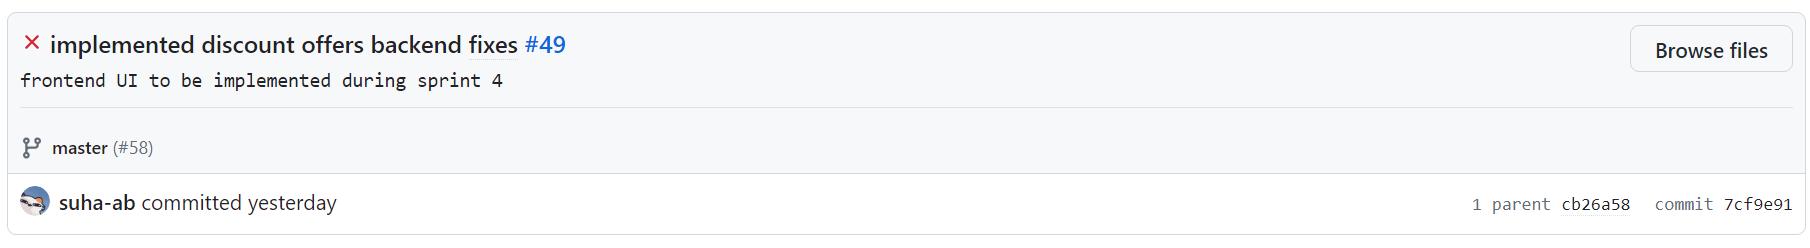 implemented discount offers backend fixes #49
Browse files
frontend UI to be implemented during sprint 4
master (#58)
suha-ab committed yesterday
1 parent cb26a58 commit 7cf9e91